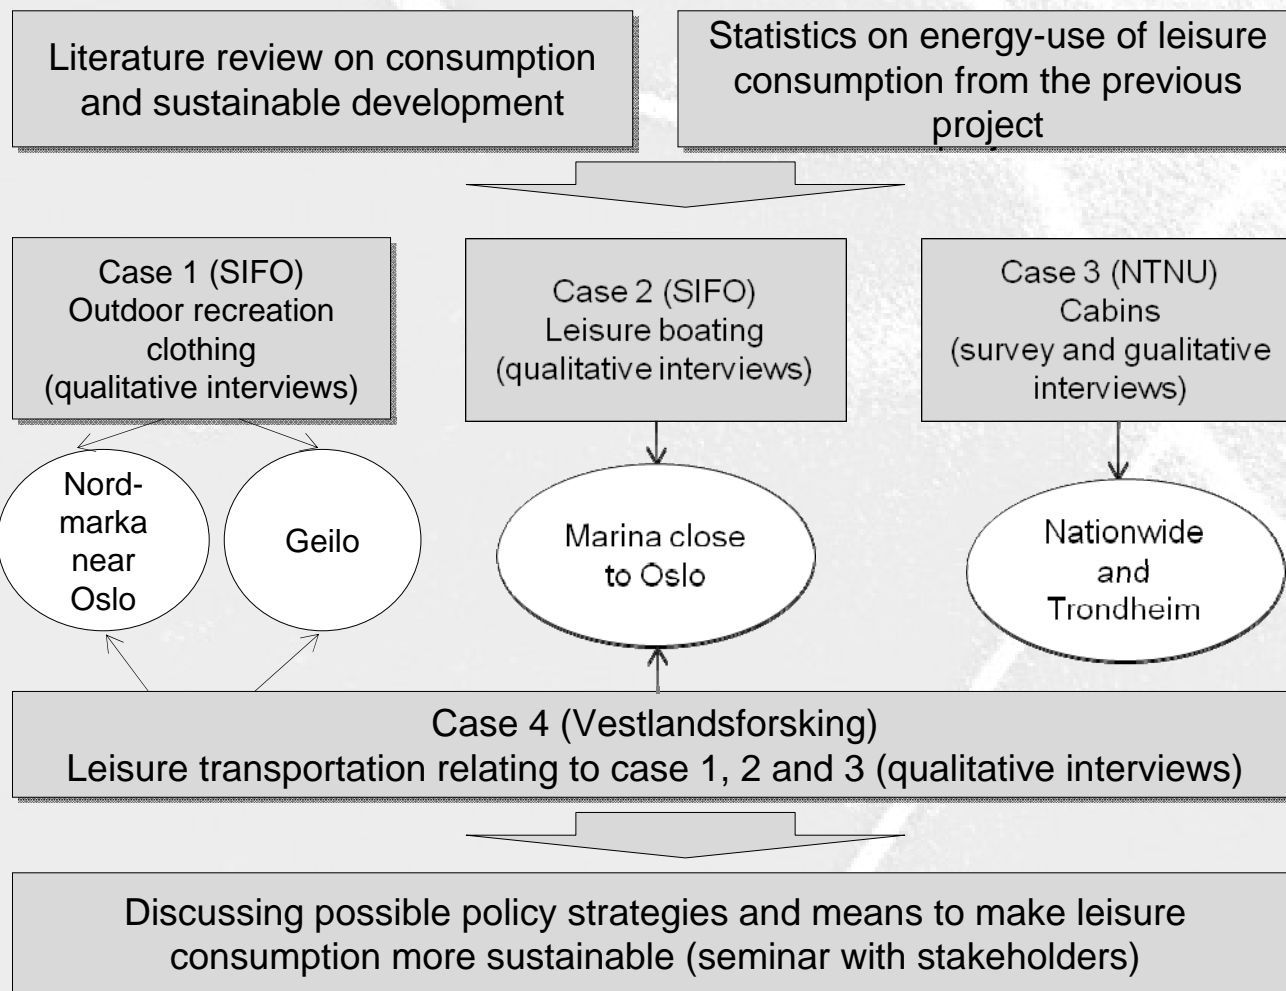 Literature review on consumption
and sustainable development
Statistics on energy-use of leisure
consumption from the previous
project
Case 1 (SIFO)
Outdoor recreation
clothing
(qualitative interviews)
Case 2 (SIFO)
Leisure boating
(qualitative interviews)
Case 3 (NTNU)
Cabins
(survey and gualitative
interviews)
Nord-
marka
near
Oslo
Geilo
Marina close
to Oslo
Nationwide
and
Trondheim
Case 4 (Vestlandsforsking)
Leisure transportation relating to case 1, 2 and 3 (qualitative interviews)
Discussing possible policy strategies and means to make leisure
consumption more sustainable (seminar with stakeholders)